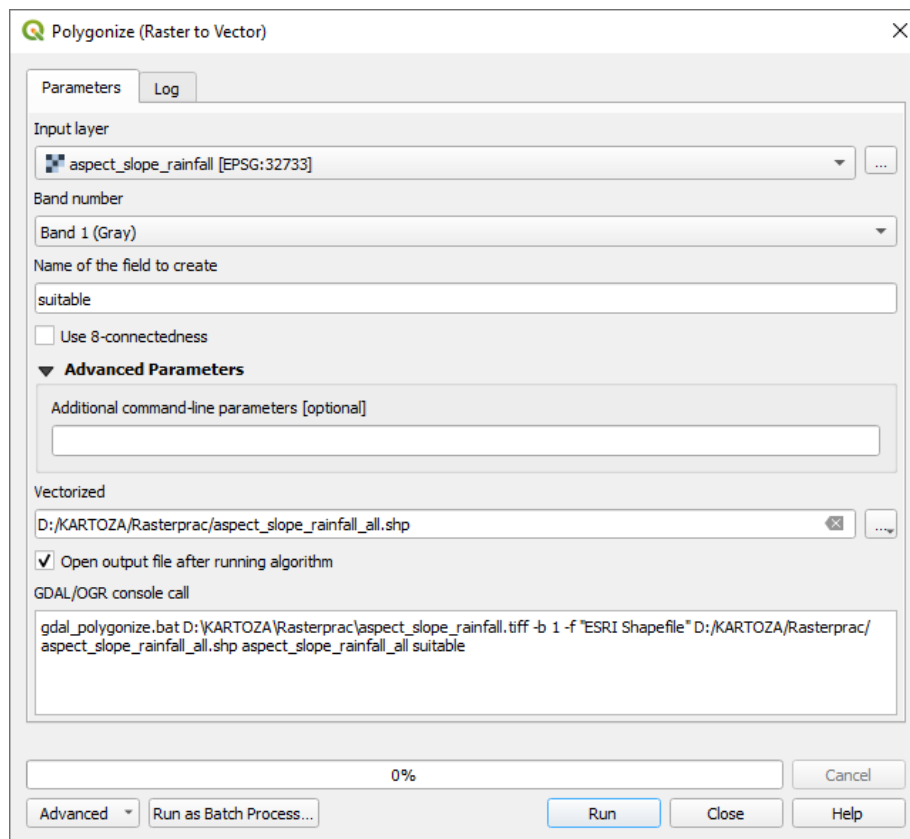 Polygonize (Raster to Vector)
Parameters
Log
Input layer
aspect_slope_rainfall [EPSG:32733]
...
Band number
Band 1 (Gray)
Name of the field to create
suitable
Use 8-connectedness
Advanced Parameters
Additional command-line parameters [optional]
Vectorized
D:/KARTOZA/Rasterprac/aspect_slope_rainfall_all.shp
...
Open output file after running algorithm
GDAL/OGR console call
gdal_polygonize.bat D:\KARTOZA\Rasterprac\aspect_slope_rainfall.tiff -b 1 -f "ESRI Shapefile" D:/KARTOZA/Rasterprac/
aspect_slope_rainfall_all.shp aspect_slope_rainfall_all suitable
0%
Cancel
Advanced
Run as Batch Process...
Run
Close
Help